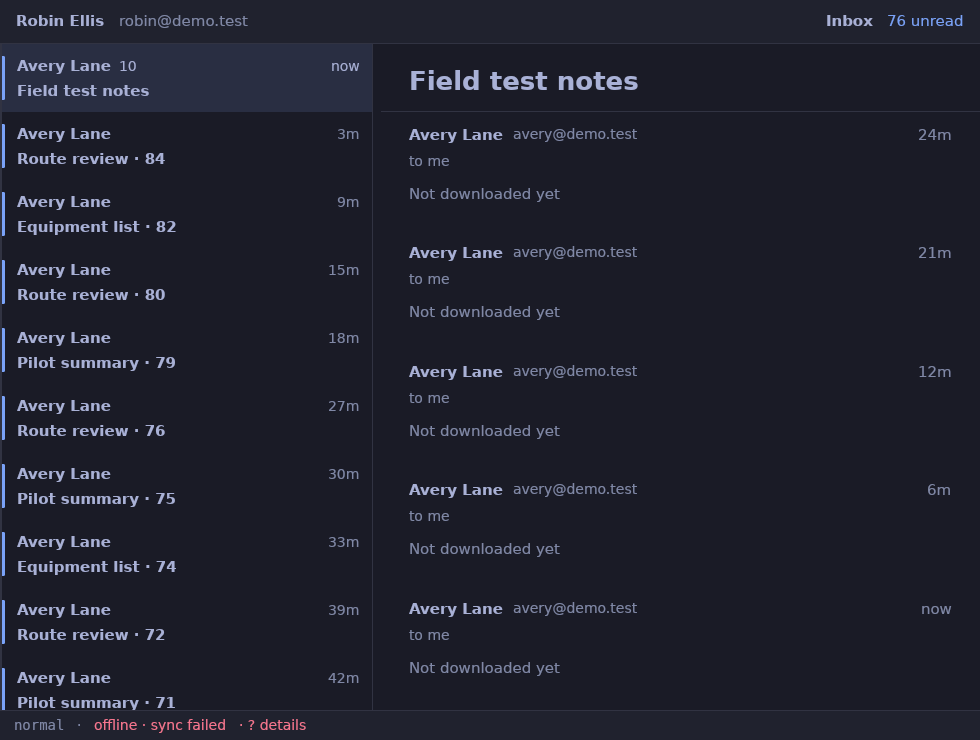 Robin Ellis robin@demo.test
Inbox 76 unread
Avery Lane 10 now
Field test notes
Avery Lane 3m
Route review · 84
Avery Lane 9m
Equipment list · 82
Avery Lane 15m
Route review · 80
Avery Lane 18m
Pilot summary · 79
Avery Lane 27m
Route review · 76
Avery Lane 30m
Pilot summary · 75
Avery Lane 33m
Equipment list · 74
Avery Lane 39m
Route review · 72
Avery Lane 42m
Pilot summary · 71
Field test notes
Avery Lane avery@demo.test 24m
to me
Not downloaded yet
Avery Lane avery@demo.test 21m
to me
Not downloaded yet
Avery Lane avery@demo.test 12m
to me
Not downloaded yet
Avery Lane avery@demo.test 6m
to me
Not downloaded yet
Avery Lane avery@demo.test now
to me
Not downloaded yet
normal · offline · sync failed · ? details